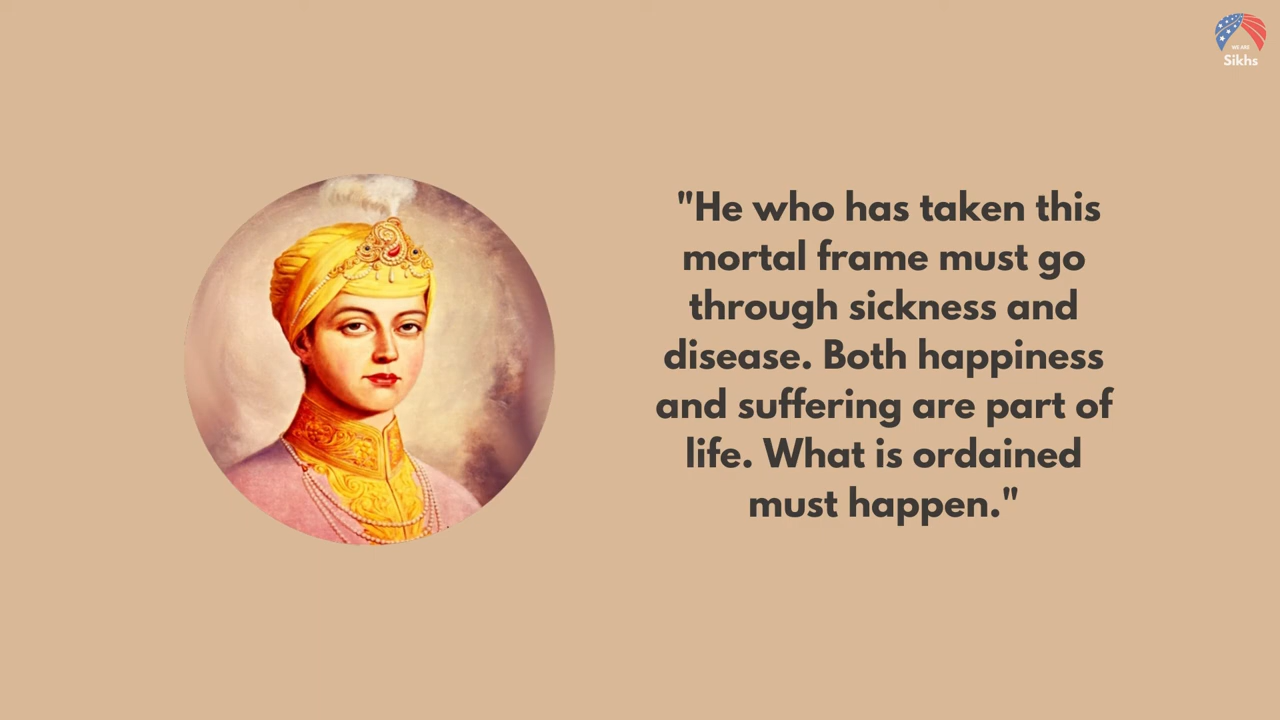 WE ARE
Sikhs
"He who has taken this
mortal frame must go
through sickness and
disease. Both happiness
and suffering are part of
life. What is ordained
must happen."